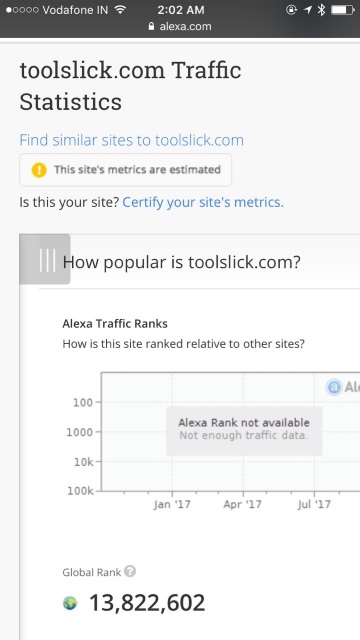 Vodafone IN 2:02 AM
alexa.com
toolslick.com Traffic
Statistics
Find similar sites to toolslick.com
This site's metrics are estimated
Is this your site? Certify your site's metrics.
How popular is toolslick.com?
Alexa Traffic Ranks
How is this site ranked relative to other sites?
a Al
100
Alexa Rank not available
Not enough traffic data.
1000
10k
100k
Jan '17 Apr '17 Jul '17
Global Rank ?
13,822,602